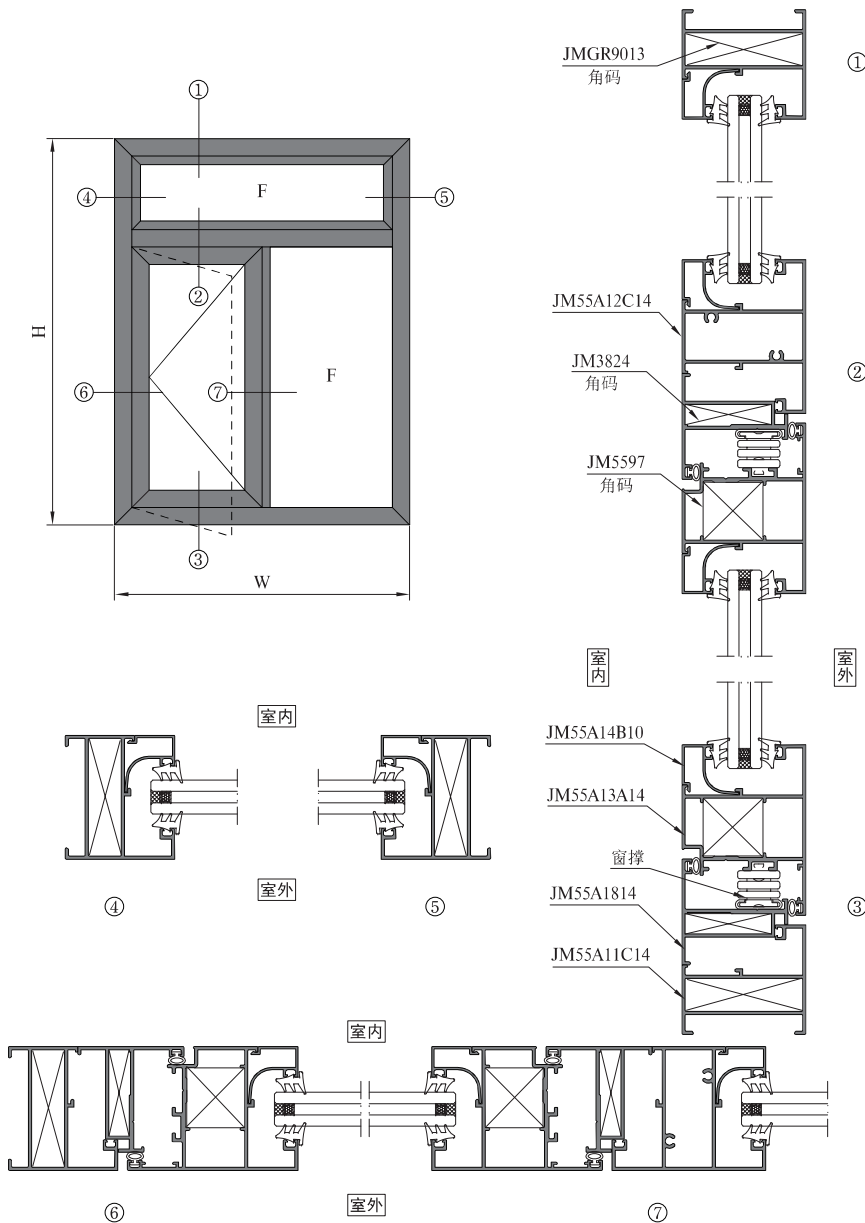 ①
④
F
⑤
②
H
⑥
⑦
F
③
W
JMGR9013
角码
①
JM55A12C14
JM3824
角码
②
JM5597
角码
室内
室外
JM55A14B10
JM55A13A14
窗撑
JM55A1814
③
JM55A11C14
室内
室外
④
⑤
室内
室外
⑥
⑦